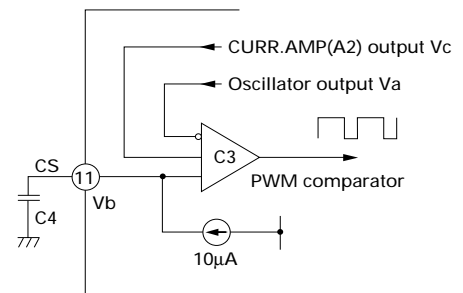 CURR.AMP(A2) output Vc
Oscillator output Va
C3
CS
11
PWM comparator
C4
Vb
10µA